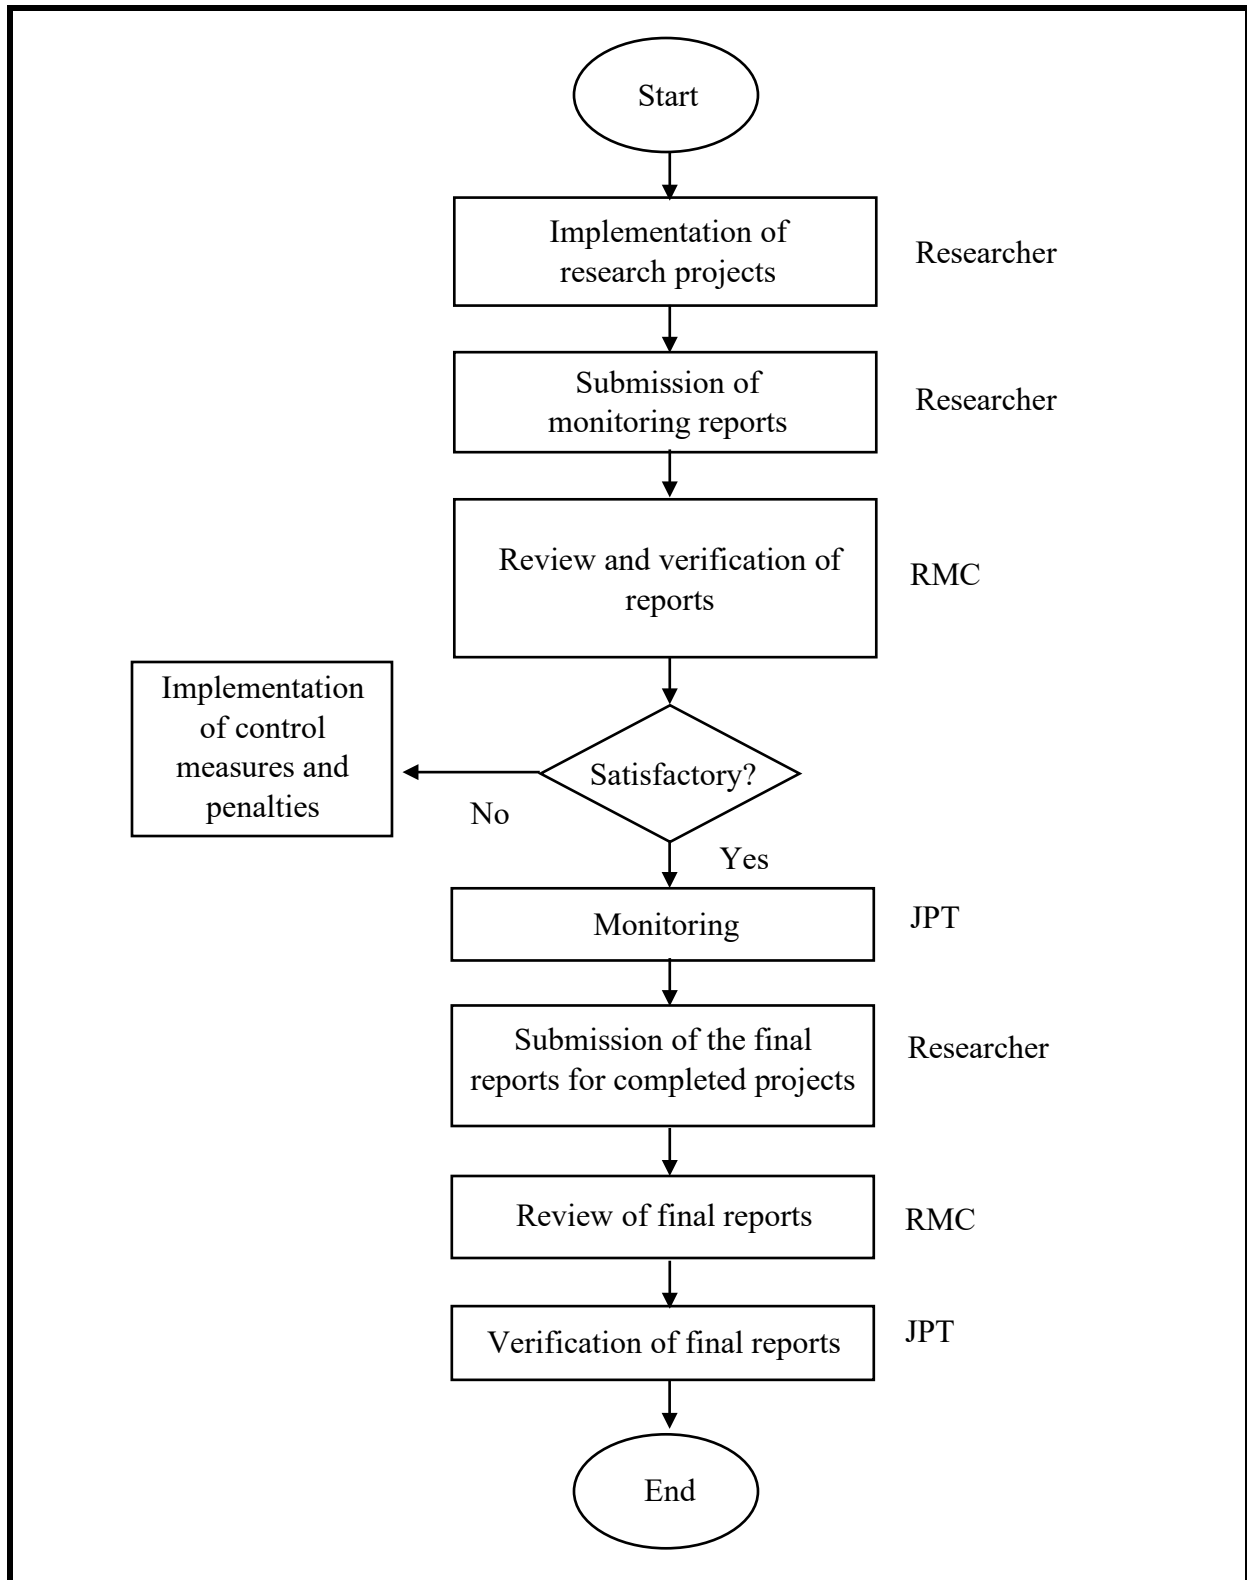 Start
Implementation of
research projects
Researcher
Submission of
monitoring reports
Researcher
Review and verification of
reports
RMC
Implementation
of control
measures and
penalties
Satisfactory?
No
Yes
Monitoring
JPT
Submission of the final
reports for completed projects
Researcher
Review of final reports
RMC
Verification of final reports
JPT
End